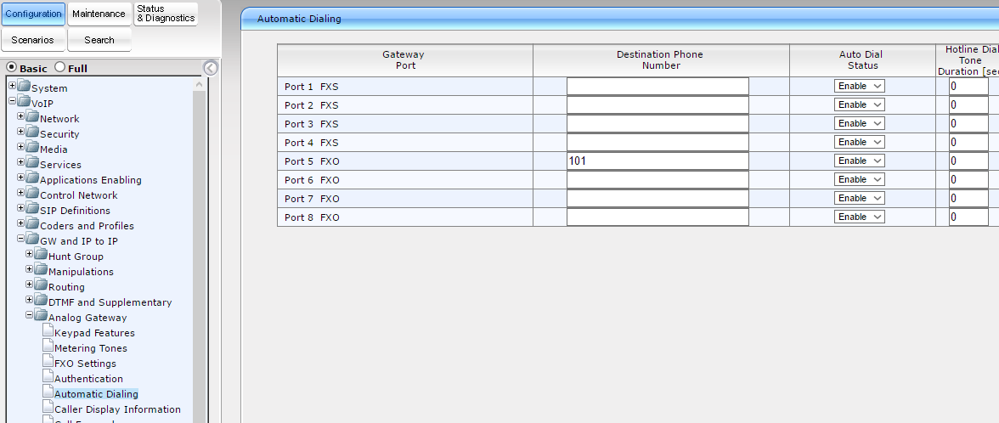 Configuration
Maintenance
Status
& Diagnostics
Scenarios
Search
Basic
Full
System
VoIP
Network
Security
Media
Services
Applications Enabling
Control Network
SIP Definitions
Coders and Profiles
GW and IP to IP
Hunt Group
Manipulations
Routing
DTMF and Supplementary
Analog Gateway
Keypad Features
Metering Tones
FXO Settings
Authentication
Automatic Dialing
Caller Display Information
Automatic Dialing
Gateway
Port
Destination Phone
Number
Auto Dial
Status
Hotline Dial
Tone
Duration [sec
Port 1 FXS Enable 0
Port 2 FXS Enable 0
Port 3 FXS Enable 0
Port 4 FXS Enable 0
Port 5 FXO 101 Enable 0
Port 6 FXO Enable 0
Port 7 FXO Enable 0
Port 8 FXO Enable 0